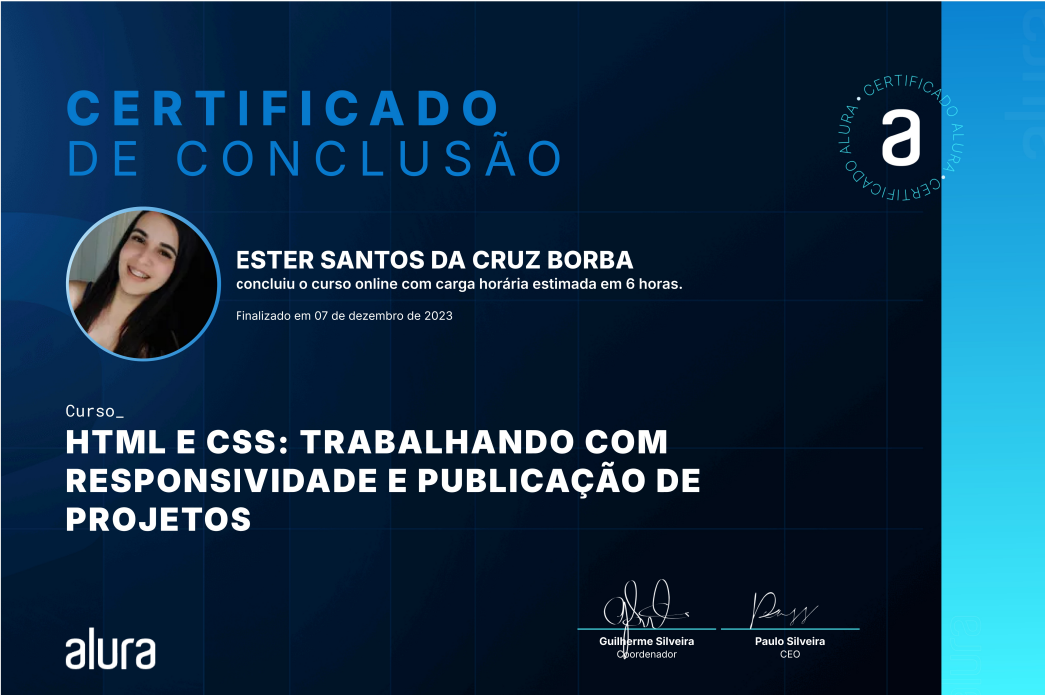 CERTIFICADO
DE CONCLUSÃO
CERTIFICADO ALURA • CERTIFICADO ALURA •
a
ESTER SANTOS DA CRUZ BORBA
concluiu o curso online com carga horária estimada em 6 horas.
Finalizado em 07 de dezembro de 2023
Curso_
HTML E CSS: TRABALHANDO COM
RESPONSIVIDADE E PUBLICAÇÃO DE
PROJETOS
Guilherme Silveira
Coordenador
Paulo Silveira
CEO
alura